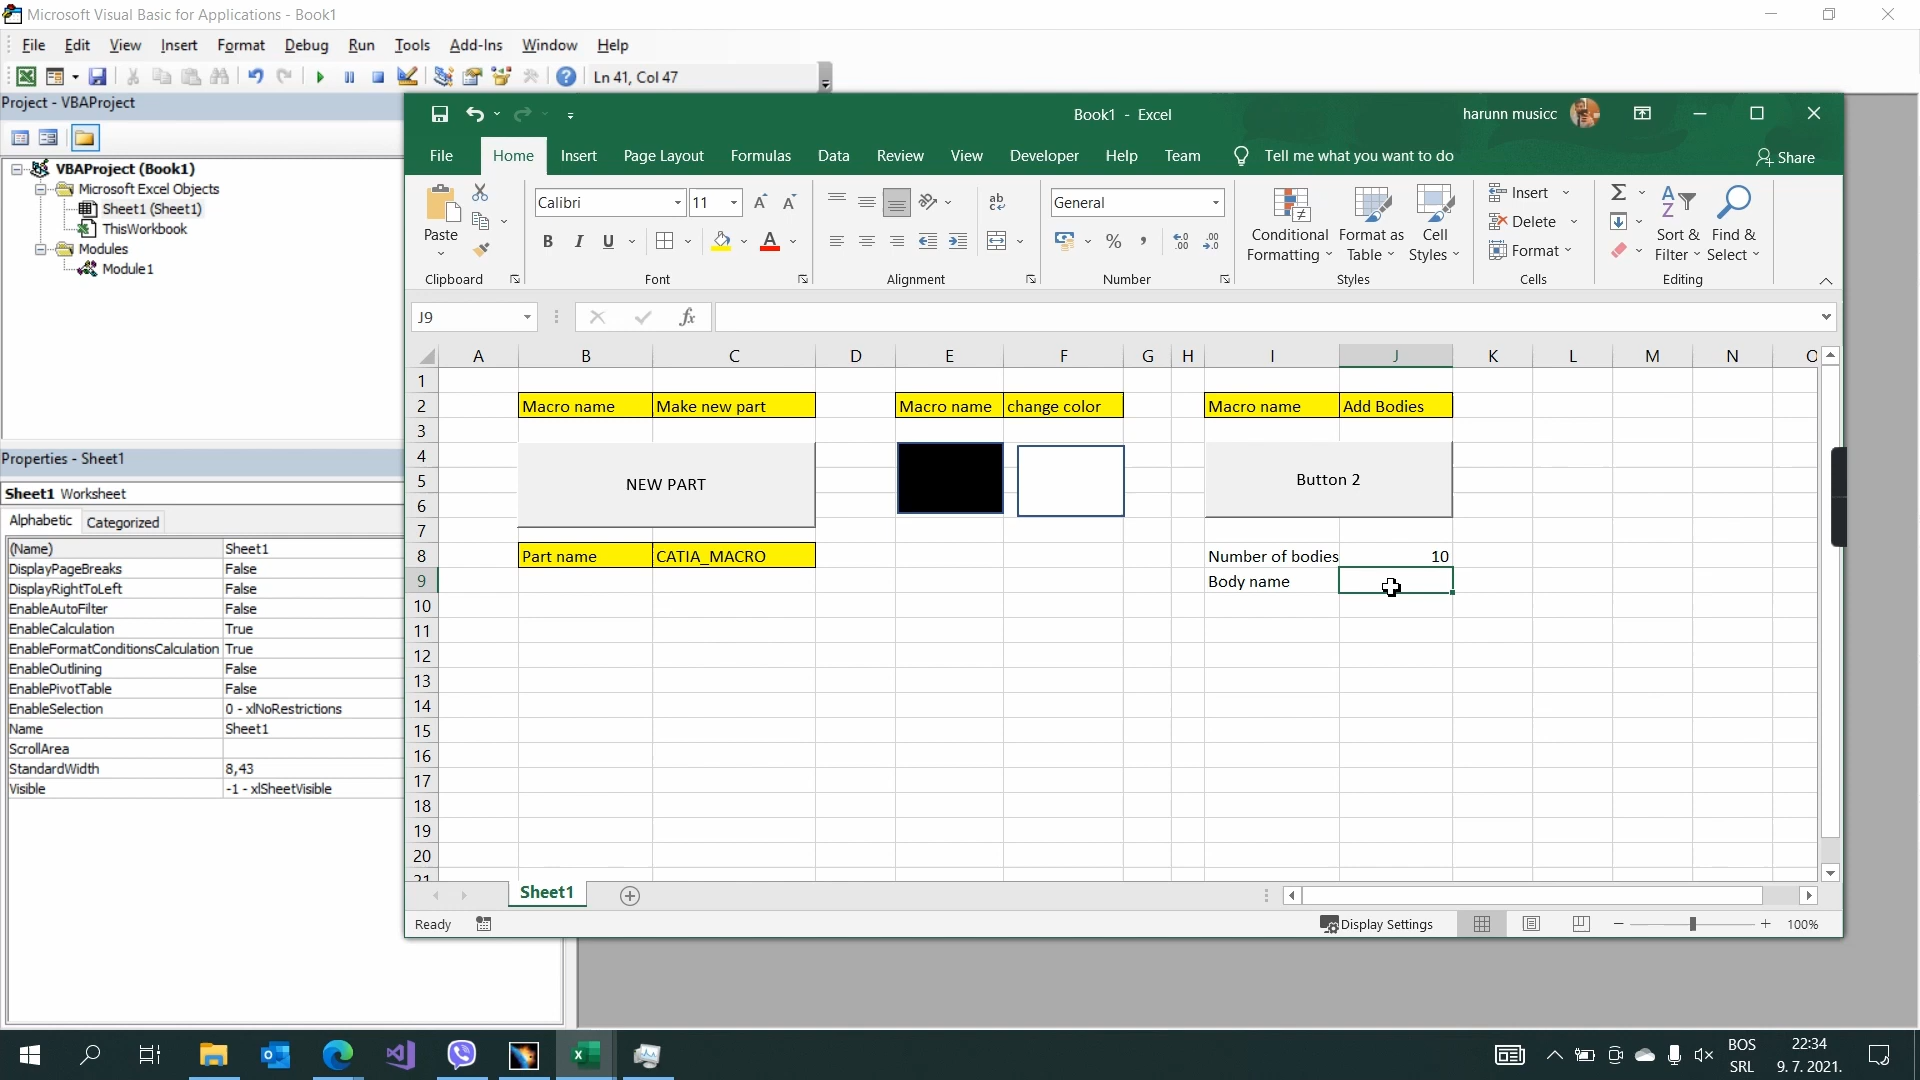 Microsoft Visual Basic for Applications - Book1
File Edit View Insert Format Debug Run Tools Add-Ins Window Help
Ln 41, Col 47
Project - VBAProject
VBAProject (Book1)
Microsoft Excel Objects
Sheet1 (Sheet1)
ThisWorkbook
Modules
Module1
Properties - Sheet1
Sheet1 Worksheet
Alphabetic Categorized
(Name) Sheet1
DisplayPageBreaks False
DisplayRightToLeft False
EnableAutoFilter False
EnableCalculation True
EnableFormatConditionsCalculation True
EnableOutlining False
EnablePivotTable False
EnableSelection 0 - xlNoRestrictions
Name Sheet1
ScrollArea
StandardWidth 8,43
Visible -1 - xlSheetVisible
Book1 - Excel
harunn musicc
File Home Insert Page Layout Formulas Data Review View Developer Help Team Tell me what you want to do Share
Paste
Clipboard
Calibri 11
B I U A
Font
ab
Alignment
General
% ,
Number
Conditional Formatting
Format as Table
Cell Styles
Styles
Insert
Delete
Format
Cells
Sort & Filter
Find & Select
Editing
J9
fx
A B C D E F G H I J K L M N O
1
2 Macro name Make new part Macro name change color Macro name Add Bodies
3
4
5 NEW PART Button 2
6
7
8 Part name CATIA_MACRO Number of bodies 10
9 Body name
10
11
12
13
14
15
16
17
18
19
20
21
Sheet1
Ready
Display Settings
100%
BOS
SRL
22:34
9. 7. 2021.